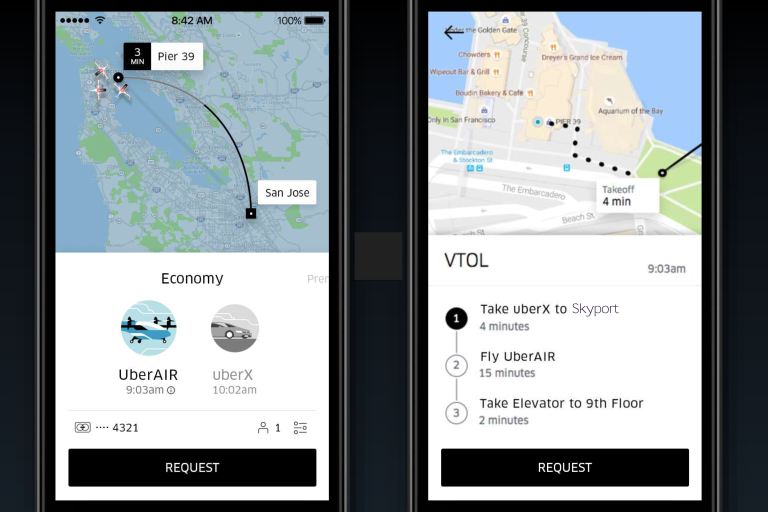 8:42 AM
100%
3
MIN
Pier 39
San Jose
Economy
Prer
UberAIR
9:03am
uberX
10:02am
···· 4321
1
REQUEST
der the Golden Gate
Chowders
Wipeout Bar & Grill
Boudin Bakery & Cafe
Dreyer's Grand Ice Cream
Aquarium of the Bay
Only in San Francisco
PIER 39
The Embarcadero
& Stockton St
The Embarcadero
Beach St
Takeoff
4 min
VTOL
9:03am
1
Take uberX to Skyport
4 minutes
2
Fly UberAIR
15 minutes
3
Take Elevator to 9th Floor
2 minutes
REQUEST